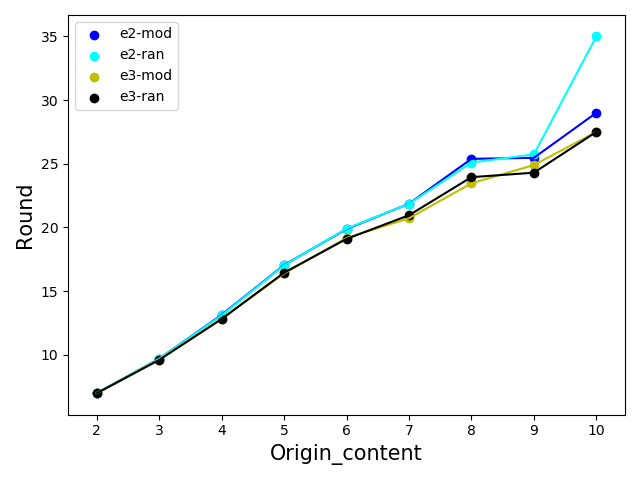 e2-mod
e2-ran
e3-mod
e3-ran
35
30
25
20
15
10
Round
2 3 4 5 6 7 8 9 10
Origin_content